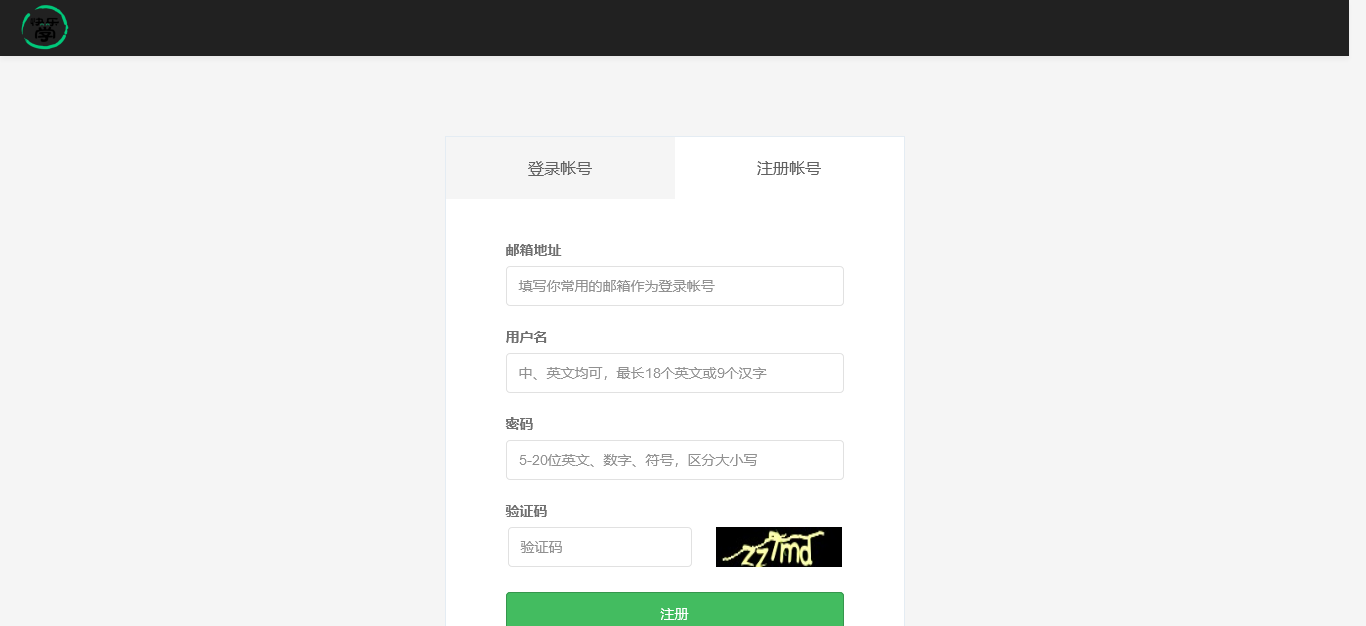 快乐
学
登录帐号
注册帐号
邮箱地址
填写你常用的邮箱作为登录帐号
用户名
中、英文均可，最长18个英文或9个汉字
密码
5-20位英文、数字、符号，区分大小写
验证码
验证码
注册